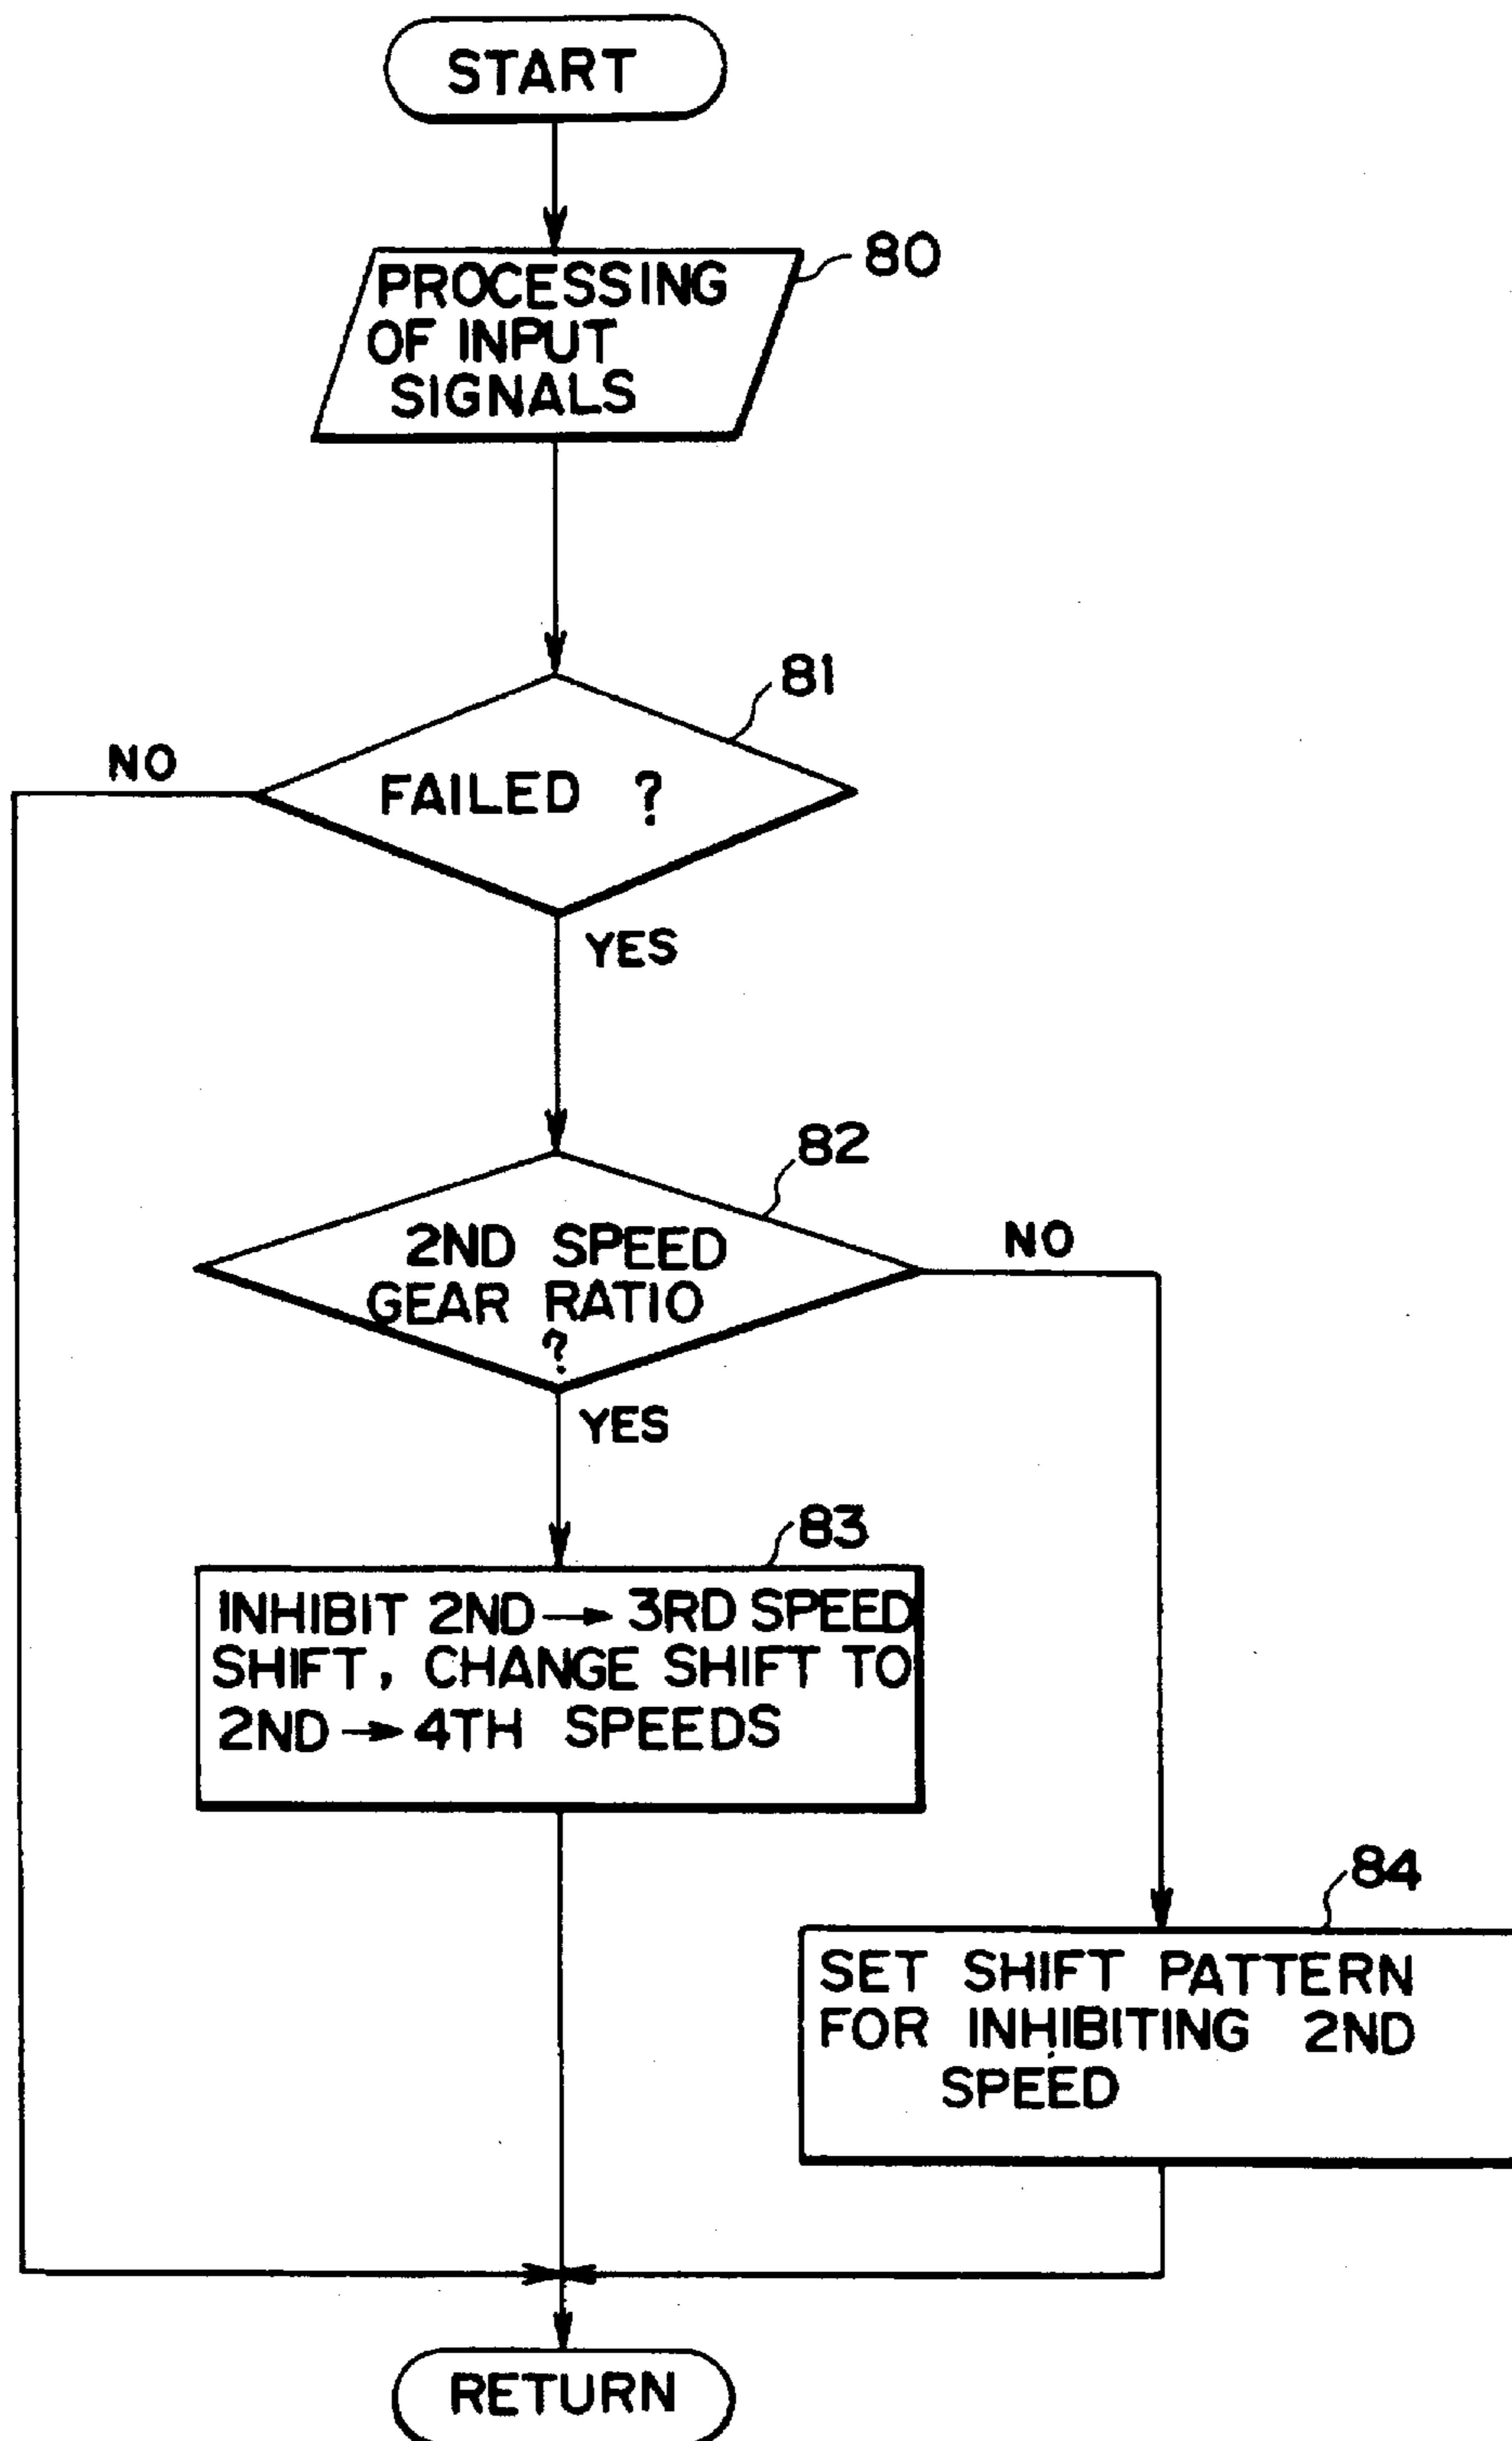 START
PROCESSING
OF INPUT
SIGNALS
80
81
NO
FAILED ?
YES
82
2ND SPEED
GEAR RATIO
?
NO
YES
83
INHIBIT 2ND → 3RD SPEED
SHIFT, CHANGE SHIFT TO
2ND → 4TH SPEEDS
84
SET SHIFT PATTERN
FOR INHIBITING 2ND
SPEED
RETURN